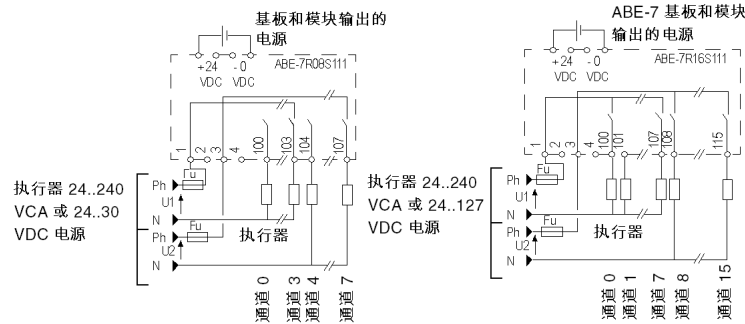 基板和模块输出的
电源
+24
VDC
- 0
VDC
ABE-7R08S111
1
2
3
4
100
103
104
107
执行器 24..240
VCA 或 24..30
VDC 电源
Ph
Fu
U1
N
Ph
Fu
U2
N
执行器
通道 0
通道 3
通道 4
通道 7
ABE-7 基板和模块
输出的电源
+24
VDC
- 0
VDC
ABE-7R16S111
1
2
3
4
100
101
107
108
115
执行器 24..240
VCA 或 24..127
VDC 电源
Ph
Fu
U1
N
Ph
Fu
U2
N
执行器
通道 0
通道 1
通道 7
通道 8
通道 15